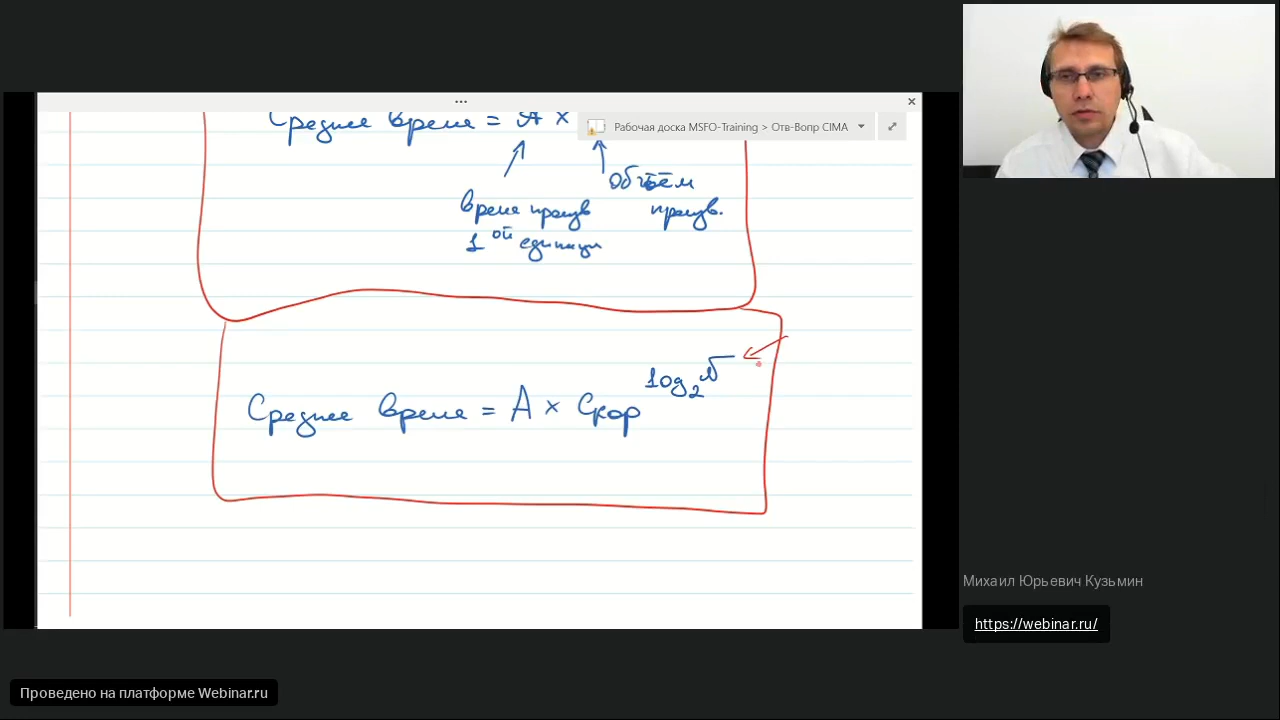 ...
Среднее время = A ×
Рабочая доска MSFO-Training > Отв-Вопр CIMA
Объём
время произв
произв.
1 ой единицы
Среднее время = A × Скор log₂ N
Михаил Юрьевич Кузьмин
https://webinar.ru/
Проведено на платформе Webinar.ru